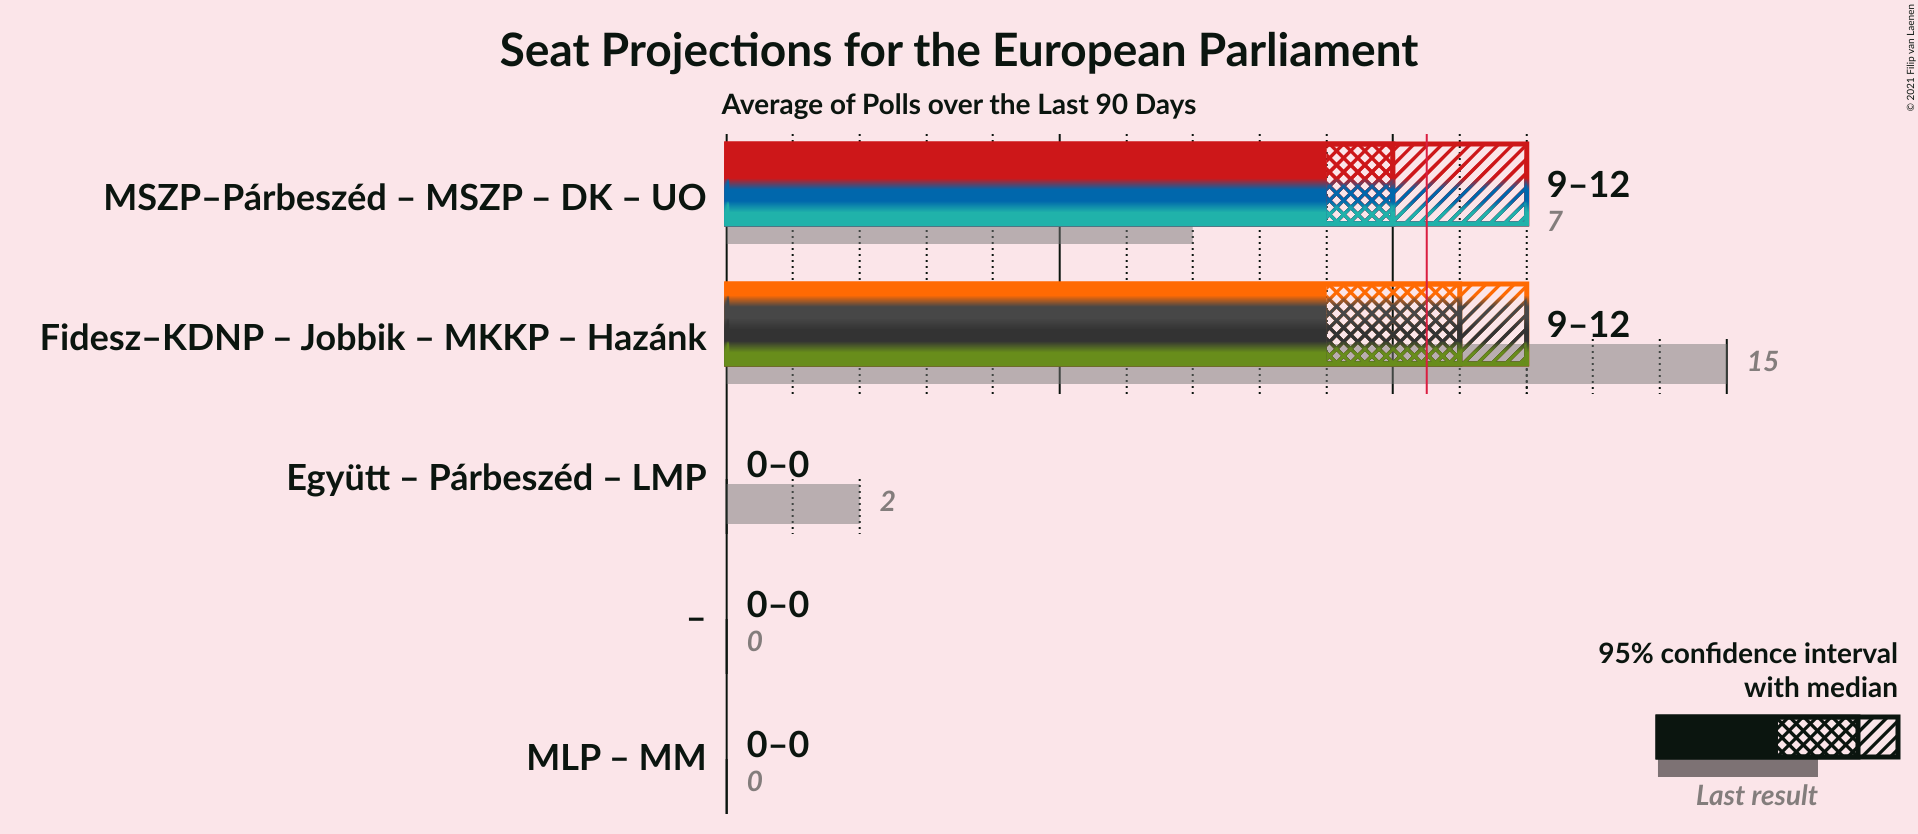 Seat Projections for the European Parliament
Average of Polls over the Last 90 Days
© 2021 Filip van Laenen
MSZP–Párbeszéd – MSZP – DK – UO
9–12
7
Fidesz–KDNP – Jobbik – MKKP – Hazánk
9–12
15
Együtt – Párbeszéd – LMP
0–0
2
–
0–0
0
MLP – MM
0–0
0
95% confidence interval
with median
Last result